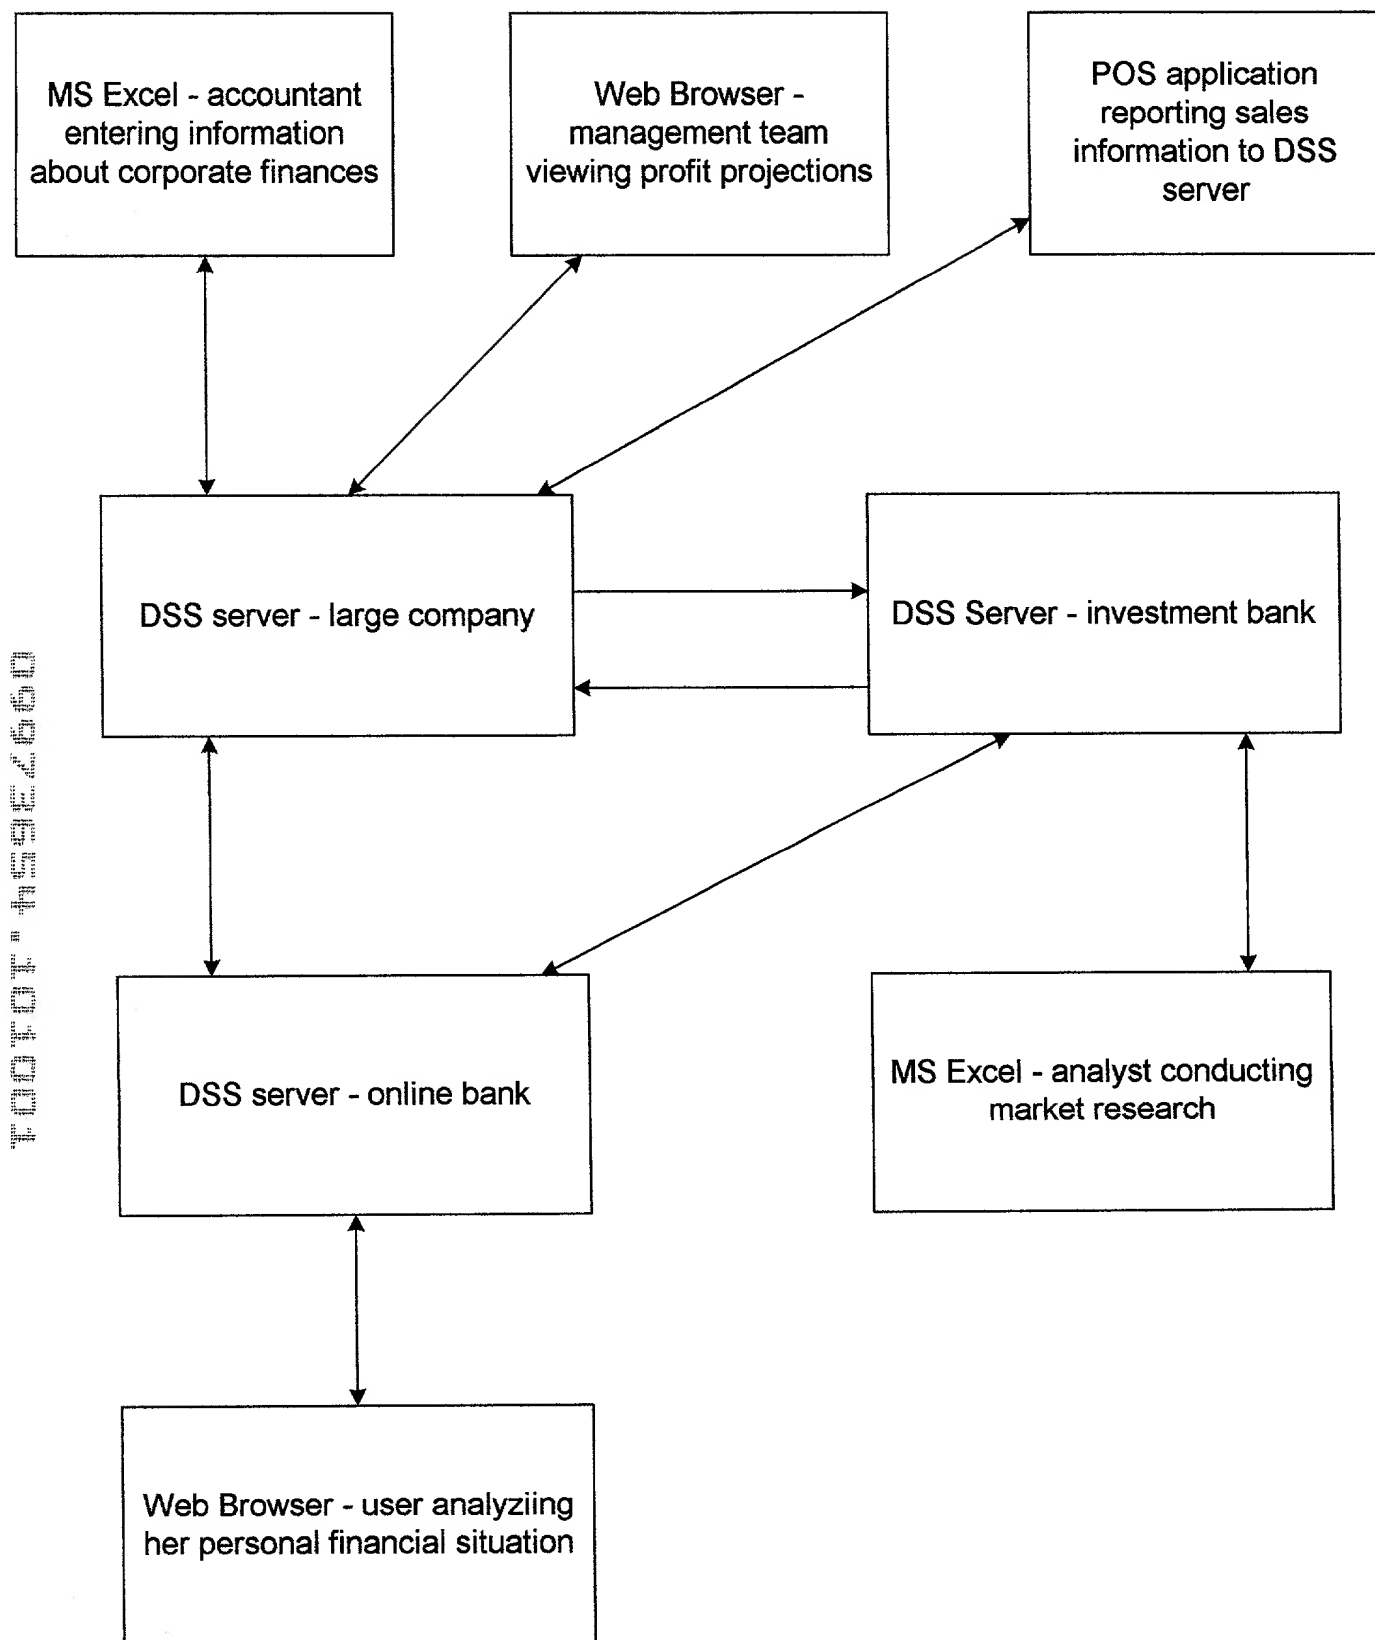 MS Excel - accountant
entering information
about corporate finances
Web Browser -
management team
viewing profit projections
POS application
reporting sales
information to DSS
server
DSS server - large company
DSS Server - investment bank
DSS server - online bank
MS Excel - analyst conducting
market research
Web Browser - user analyziing
her personal financial situation